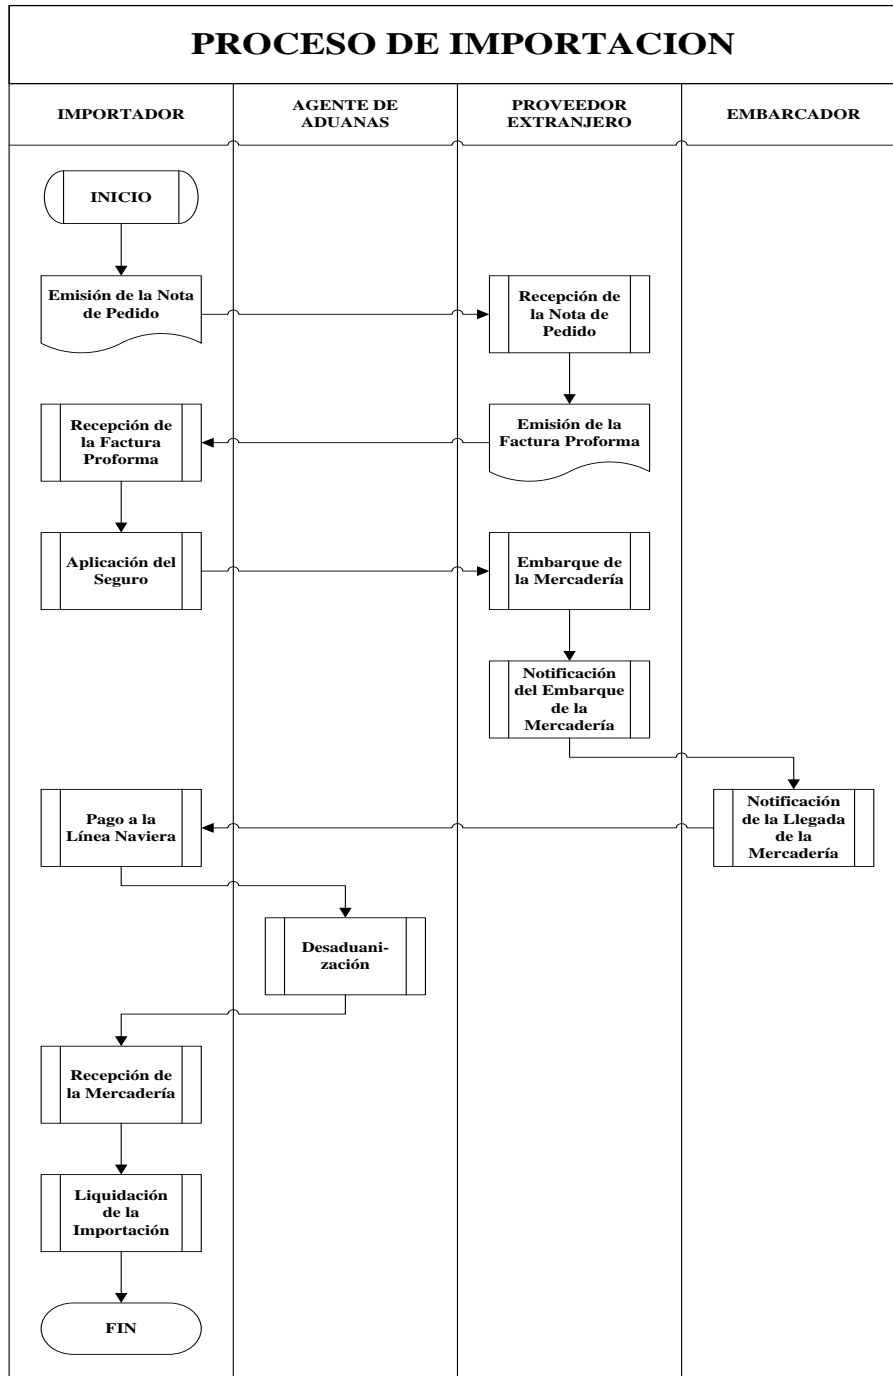 PROCESO DE IMPORTACION
IMPORTADOR
AGENTE DE
ADUANAS
PROVEEDOR
EXTRANJERO
EMBARCADOR
INICIO
Emisión de la Nota
de Pedido
Recepción de
la Nota de
Pedido
Recepción de
la Factura
Proforma
Emisión de la
Factura Proforma
Aplicación del
Seguro
Embarque de
la Mercadería
Notificación
del Embarque
de la
Mercadería
Pago a la
Línea Naviera
Notificación
de la Llegada
de la
Mercadería
Desaduani-
zación
Recepción de
la Mercadería
Liquidación
de la
Importación
FIN